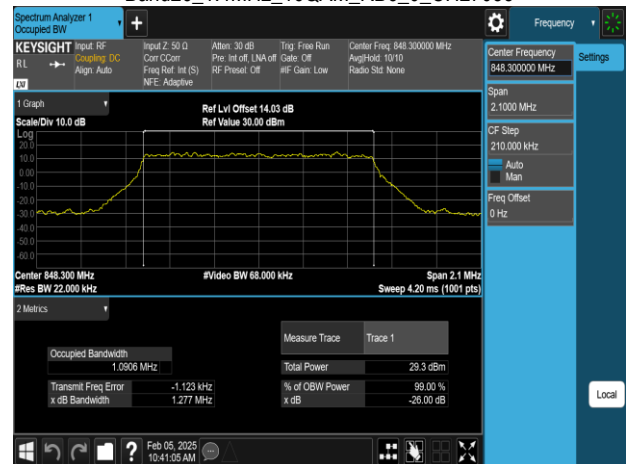 Spectrum Analyzer 1
Occupied BW
Frequency
KEYSIGHT
RL
LXI
Input: RF
Coupling: DC
Align: Auto
Input Z: 50 Ω
Corr CCorr
Freq Ref: Int (S)
NFE: Adaptive
Atten: 30 dB
Pre: Int off, LNA off
RF Preset: Off
Trig: Free Run
Gate: Off
#IF Gain: Low
Center Freq: 848.300000 MHz
Avg|Hold: 10/10
Radio Std: None
Center Frequency
848.300000 MHz
Settings
Span
2.1000 MHz
CF Step
210.000 kHz
Auto
Man
Freq Offset
0 Hz
Local
1 Graph
Scale/Div 10.0 dB
Ref Lvl Offset 14.03 dB
Ref Value 30.00 dBm
Log
20.0
10.0
0.00
-10.0
-20.0
-30.0
-40.0
-50.0
-60.0
Center 848.300 MHz
#Video BW 68.000 kHz
Span 2.1 MHz
#Res BW 22.000 kHz
Sweep 4.20 ms (1001 pts)
2 Metrics
Measure Trace
Trace 1
Occupied Bandwidth
1.0906 MHz
Total Power
29.3 dBm
Transmit Freq Error
-1.123 kHz
% of OBW Power
99.00 %
x dB Bandwidth
1.277 MHz
x dB
-26.00 dB
Feb 05, 2025
10:41:05 AM